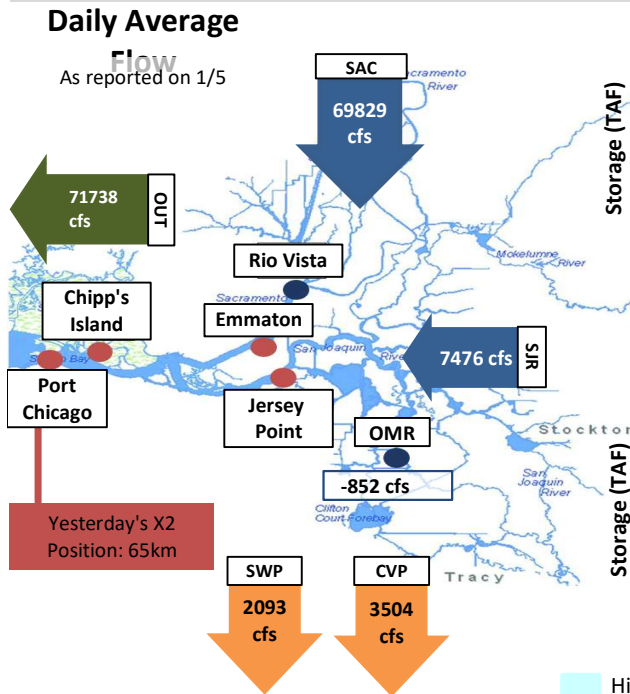 Daily Average
Flow
As reported on 1/5
SAC
Sacramento
River
69829
cfs
Storage (TAF)
71738
cfs
OUT
Rio Vista
Mokelumne
River
Chipp's
Island
Sacramento
Emmaton
San Joaquin
River
7476 cfs
SJR
Port
Chicago
Jersey
Point
OMR
Stockton
-852 cfs
San
Joaquin
River
Storage (TAF)
Clifton
Court Forebay
Yesterday's X2
Position: 65km
SWP
CVP
Tracy
2093
cfs
3504
cfs
Hi